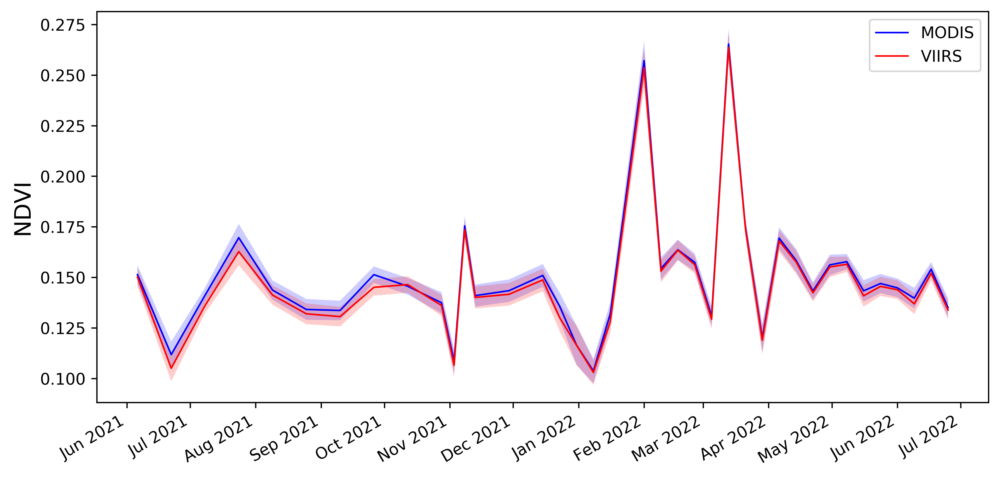 NDVI
0.275
0.250
0.225
0.200
0.175
0.150
0.125
0.100
MODIS
VIIRS
Jun 2021
Jul 2021
Aug 2021
Sep 2021
Oct 2021
Nov 2021
Dec 2021
Jan 2022
Feb 2022
Mar 2022
Apr 2022
May 2022
Jun 2022
Jul 2022